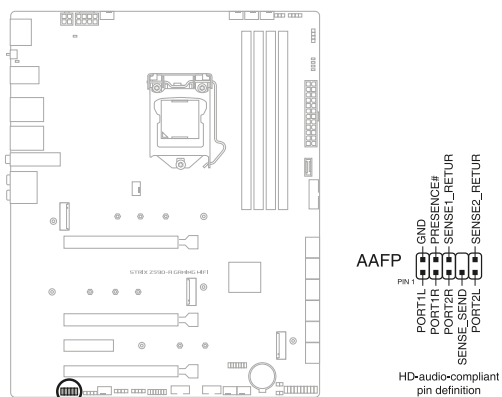 STRIX Z590-A GAMING WIFI
AAFP
PIN 1
GND
PRESENCE#
SENSE1_RETUR
SENSE2_RETUR
PORT1L
PORT1R
PORT2R
SENSE_SEND
PORT2L
HD-audio-compliant
pin definition